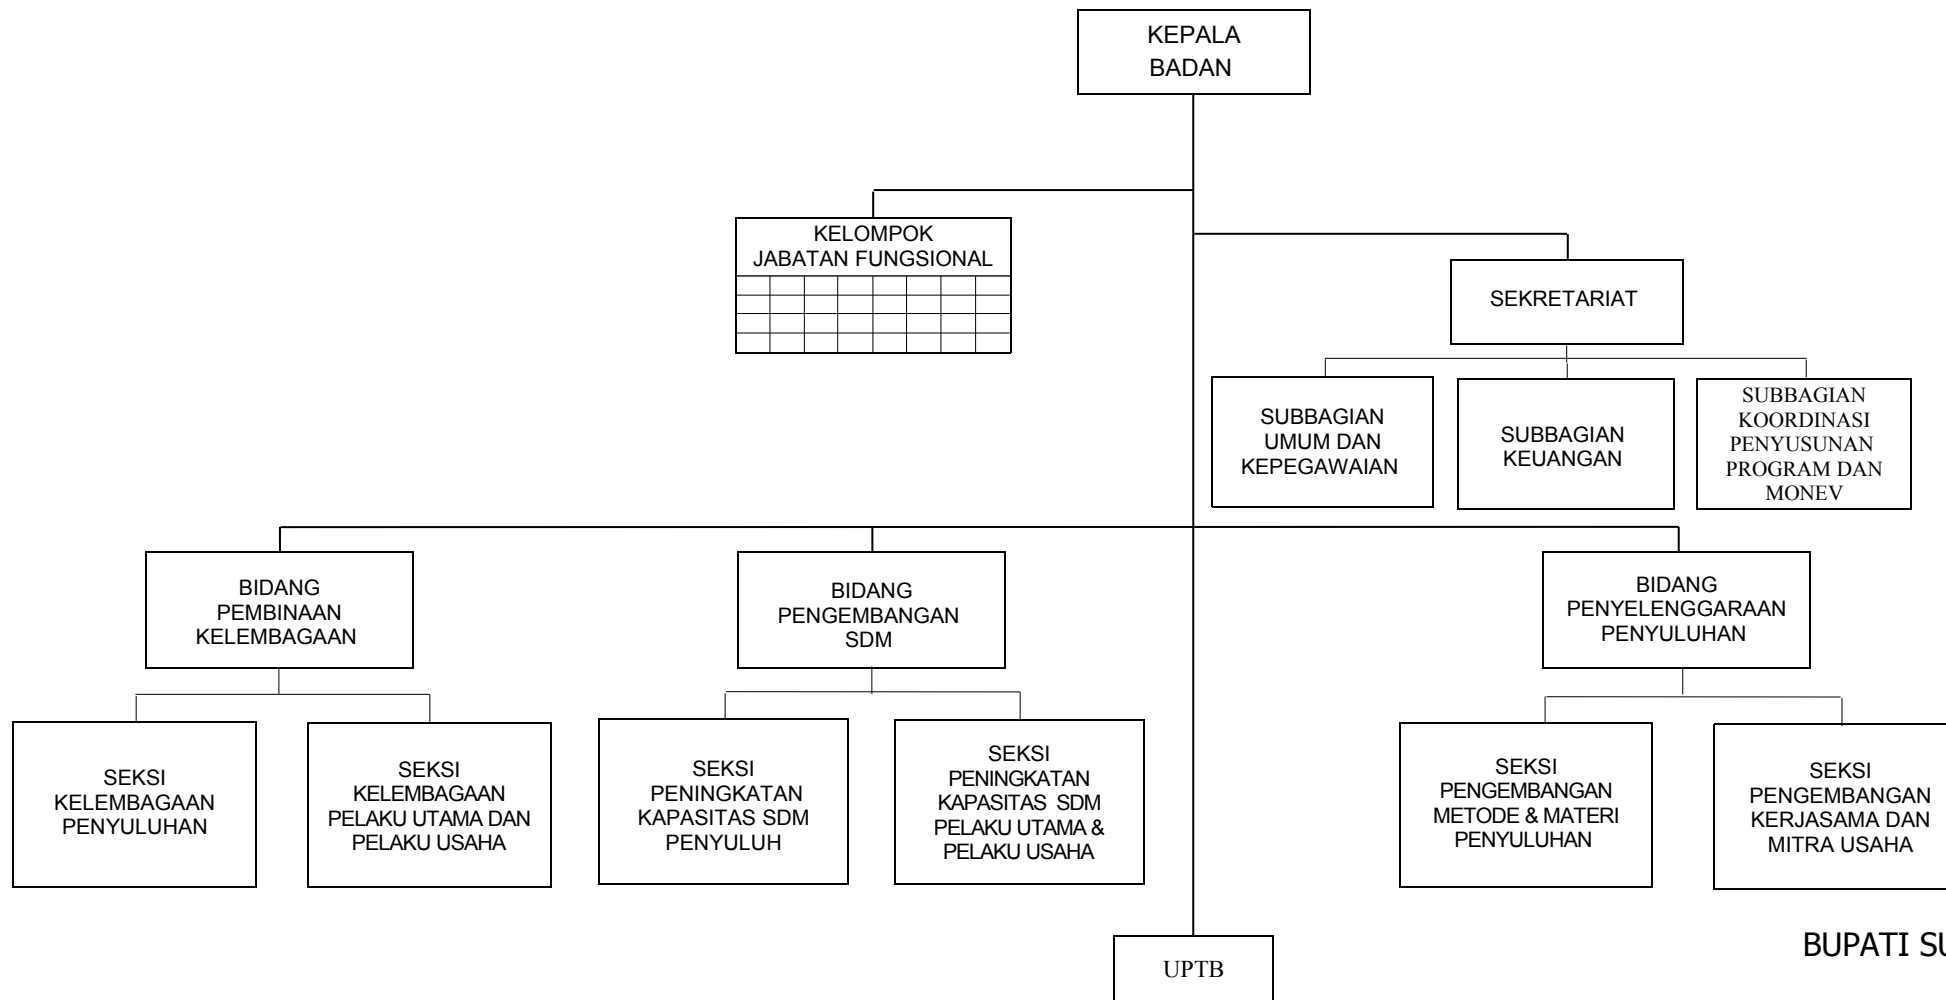 KEPALA
BADAN
KELOMPOK
JABATAN FUNGSIONAL
SEKRETARIAT
SUBBAGIAN
UMUM DAN
KEPEGAWAIAN
SUBBAGIAN
KEUANGAN
SUBBAGIAN
KOORDINASI
PENYUSUNAN
PROGRAM DAN
MONEV
BIDANG
PEMBINAAN
KELEMBAGAAN
BIDANG
PENGEMBANGAN
SDM
BIDANG
PENYELENGGARAAN
PENYULUHAN
SEKSI
KELEMBAGAAN
PENYULUHAN
SEKSI
KELEMBAGAAN
PELAKU UTAMA DAN
PELAKU USAHA
SEKSI
PENINGKATAN
KAPASITAS SDM
PENYULUH
SEKSI
PENINGKATAN
KAPASITAS SDM
PELAKU UTAMA &
PELAKU USAHA
SEKSI
PENGEMBANGAN
METODE & MATERI
PENYULUHAN
SEKSI
PENGEMBANGAN
KERJASAMA DAN
MITRA USAHA
UPTB
BUPATI SU